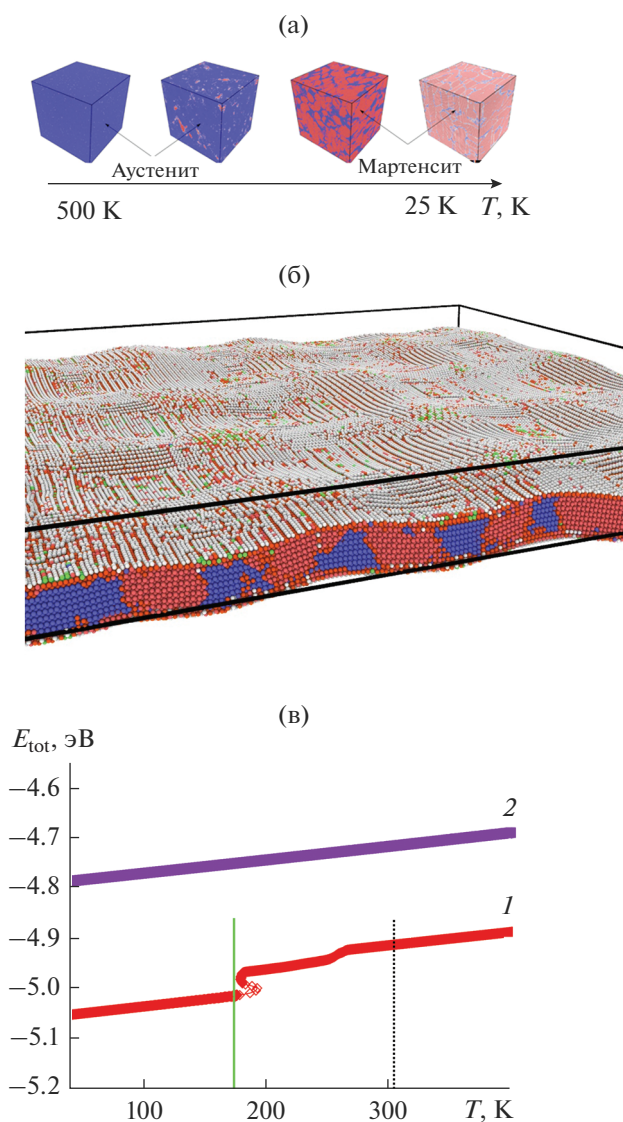 (а)
Аустенит
Мартенсит
500 K
25 K
T, K
(б)
(в)
E_tot, эВ
−4.6
−4.7
−4.8
−4.9
−5.0
−5.1
−5.2
2
1
100
200
300
T, K